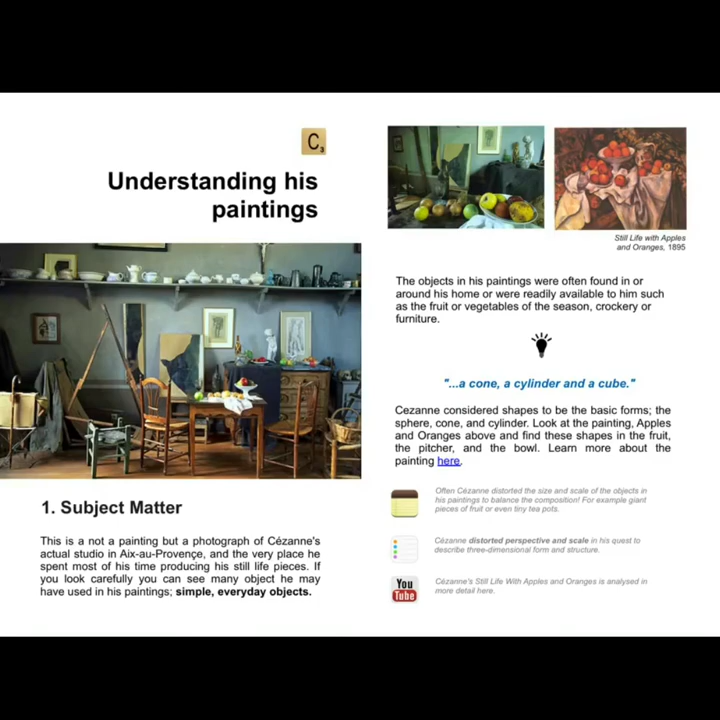 C3
Understanding his
paintings
1. Subject Matter
This is a not a painting but a photograph of Cézanne's
actual studio in Aix-au-Provençe, and the very place he
spent most of his time producing his still life pieces. If
you look carefully you can see many object he may
have used in his paintings; simple, everyday objects.
Still Life with Apples
and Oranges, 1895
The objects in his paintings were often found in or
around his home or were readily available to him such
as the fruit or vegetables of the season, crockery or
furniture.
"...a cone, a cylinder and a cube."
Cezanne considered shapes to be the basic forms; the
sphere, cone, and cylinder. Look at the painting, Apples
and Oranges above and find these shapes in the fruit,
the pitcher, and the bowl. Learn more about the
painting here.
Often Cézanne distorted the size and scale of the objects in
his paintings to balance the composition! For example giant
pieces of fruit or even tiny tea pots.
Cézanne distorted perspective and scale in his quest to
describe three-dimensional form and structure.
You
Tube
Cézanne's Still Life With Apples and Oranges is analysed in
more detail here.